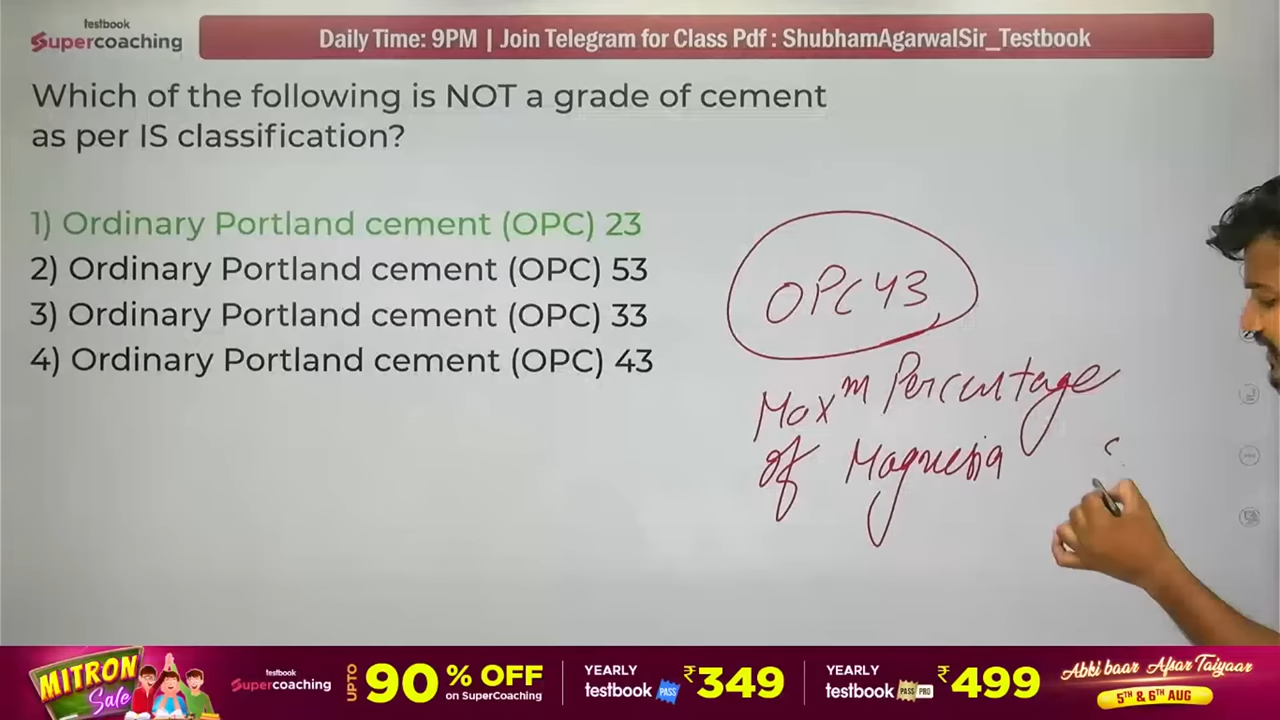 testbook
Supercoaching
Daily Time: 9PM | Join Telegram for Class Pdf : ShubhamAgarwalSir_Testbook
Which of the following is NOT a grade of cement
as per IS classification?
1) Ordinary Portland cement (OPC) 23
2) Ordinary Portland cement (OPC) 53
3) Ordinary Portland cement (OPC) 33
4) Ordinary Portland cement (OPC) 43
OPC 43
Maxᵐ Percentage
of Magnesia
MITRON
Sale
testbook
Supercoaching
UPTO
90 % OFF
on SuperCoaching
YEARLY
testbook PASS
₹349
YEARLY
testbook PASS PRO
₹499
Abki baar Afsar Taiyaar
5TH & 6TH AUG